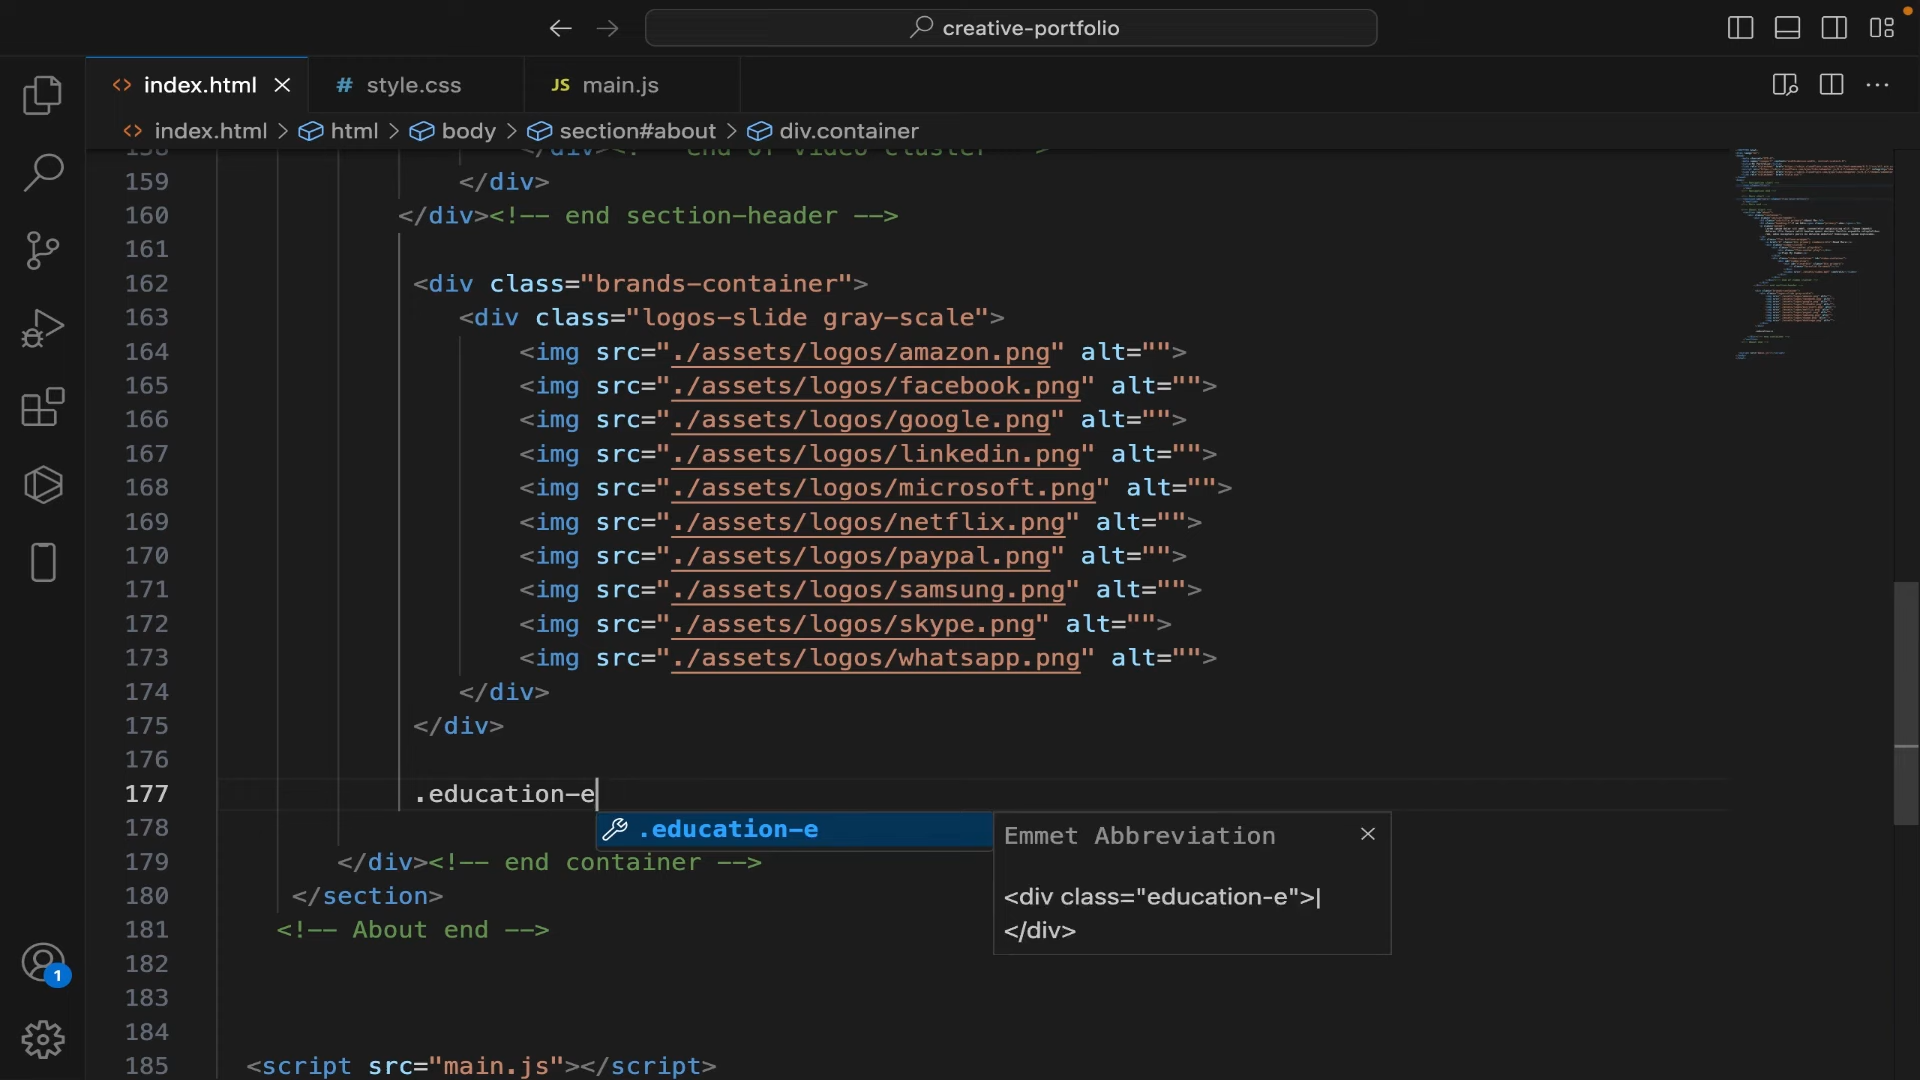 creative-portfolio
index.html
# style.css
JS main.js
index.html > html > body > section#about > div.container
158 </div><!-- end of video cluster -->
159 </div>
160 </div><!-- end section-header -->
161
162 <div class="brands-container">
163 <div class="logos-slide gray-scale">
164 <img src="./assets/logos/amazon.png" alt="">
165 <img src="./assets/logos/facebook.png" alt="">
166 <img src="./assets/logos/google.png" alt="">
167 <img src="./assets/logos/linkedin.png" alt="">
168 <img src="./assets/logos/microsoft.png" alt="">
169 <img src="./assets/logos/netflix.png" alt="">
170 <img src="./assets/logos/paypal.png" alt="">
171 <img src="./assets/logos/samsung.png" alt="">
172 <img src="./assets/logos/skype.png" alt="">
173 <img src="./assets/logos/whatsapp.png" alt="">
174 </div>
175 </div>
176
177 .education-e
.education-e
Emmet Abbreviation
<div class="education-e">|
</div>
178
179 </div><!-- end container -->
180 </section>
181 <!-- About end -->
182
183
184
185 <script src="main.js"></script>
1